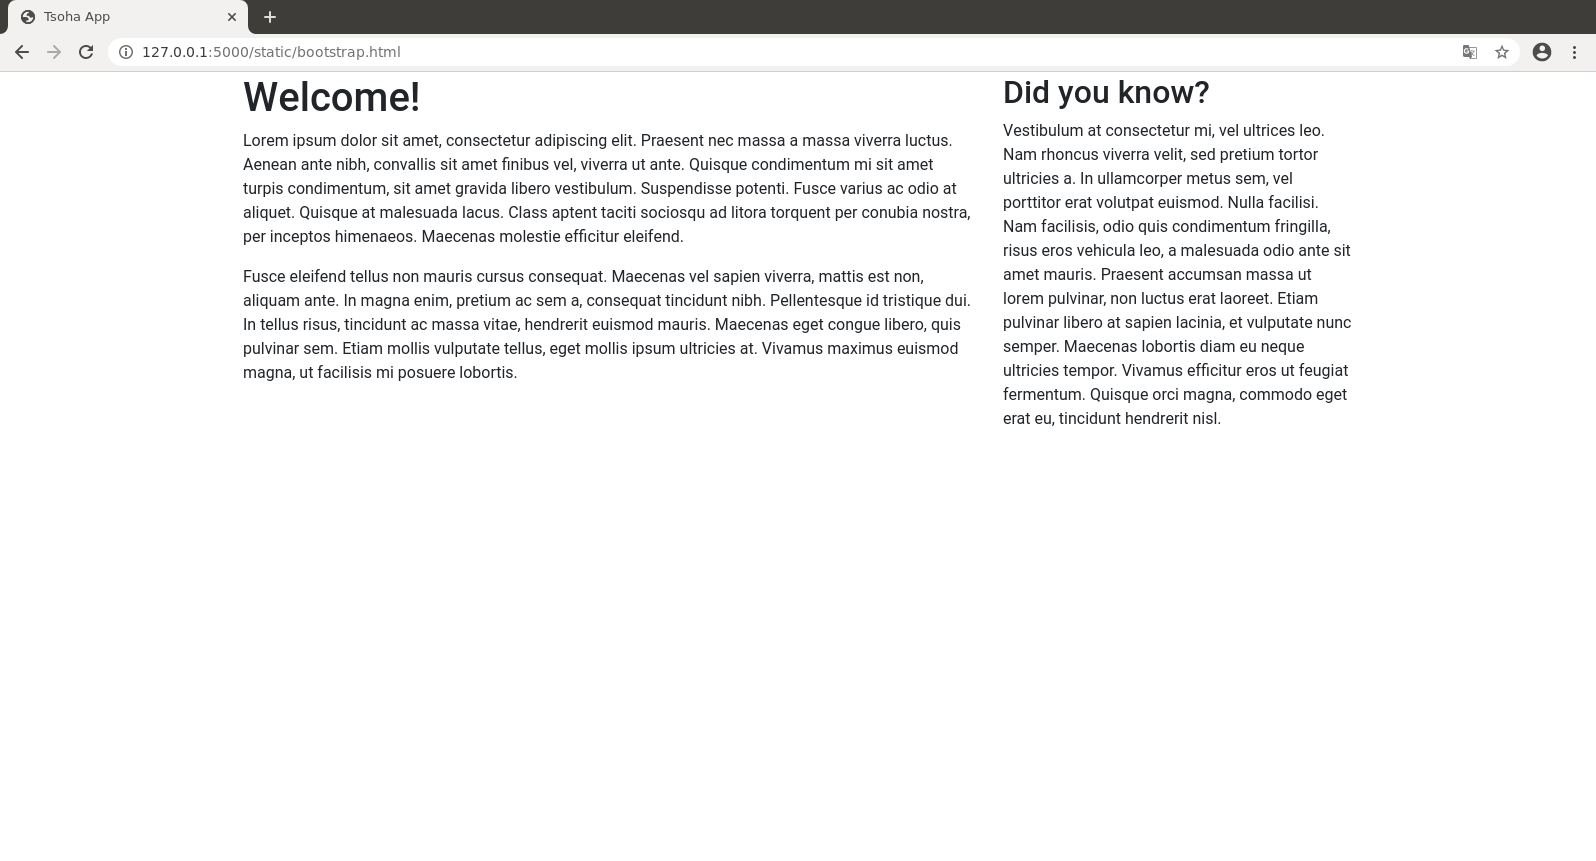 Tsoha App
127.0.0.1:5000/static/bootstrap.html
Welcome!
Lorem ipsum dolor sit amet, consectetur adipiscing elit. Praesent nec massa a massa viverra luctus.
Aenean ante nibh, convallis sit amet finibus vel, viverra ut ante. Quisque condimentum mi sit amet
turpis condimentum, sit amet gravida libero vestibulum. Suspendisse potenti. Fusce varius ac odio at
aliquet. Quisque at malesuada lacus. Class aptent taciti sociosqu ad litora torquent per conubia nostra,
per inceptos himenaeos. Maecenas molestie efficitur eleifend.
Fusce eleifend tellus non mauris cursus consequat. Maecenas vel sapien viverra, mattis est non,
aliquam ante. In magna enim, pretium ac sem a, consequat tincidunt nibh. Pellentesque id tristique dui.
In tellus risus, tincidunt ac massa vitae, hendrerit euismod mauris. Maecenas eget congue libero, quis
pulvinar sem. Etiam mollis vulputate tellus, eget mollis ipsum ultricies at. Vivamus maximus euismod
magna, ut facilisis mi posuere lobortis.
Did you know?
Vestibulum at consectetur mi, vel ultrices leo.
Nam rhoncus viverra velit, sed pretium tortor
ultricies a. In ullamcorper metus sem, vel
porttitor erat volutpat euismod. Nulla facilisi.
Nam facilisis, odio quis condimentum fringilla,
risus eros vehicula leo, a malesuada odio ante sit
amet mauris. Praesent accumsan massa ut
lorem pulvinar, non luctus erat laoreet. Etiam
pulvinar libero at sapien lacinia, et vulputate nunc
semper. Maecenas lobortis diam eu neque
ultricies tempor. Vivamus efficitur eros ut feugiat
fermentum. Quisque orci magna, commodo eget
erat eu, tincidunt hendrerit nisl.